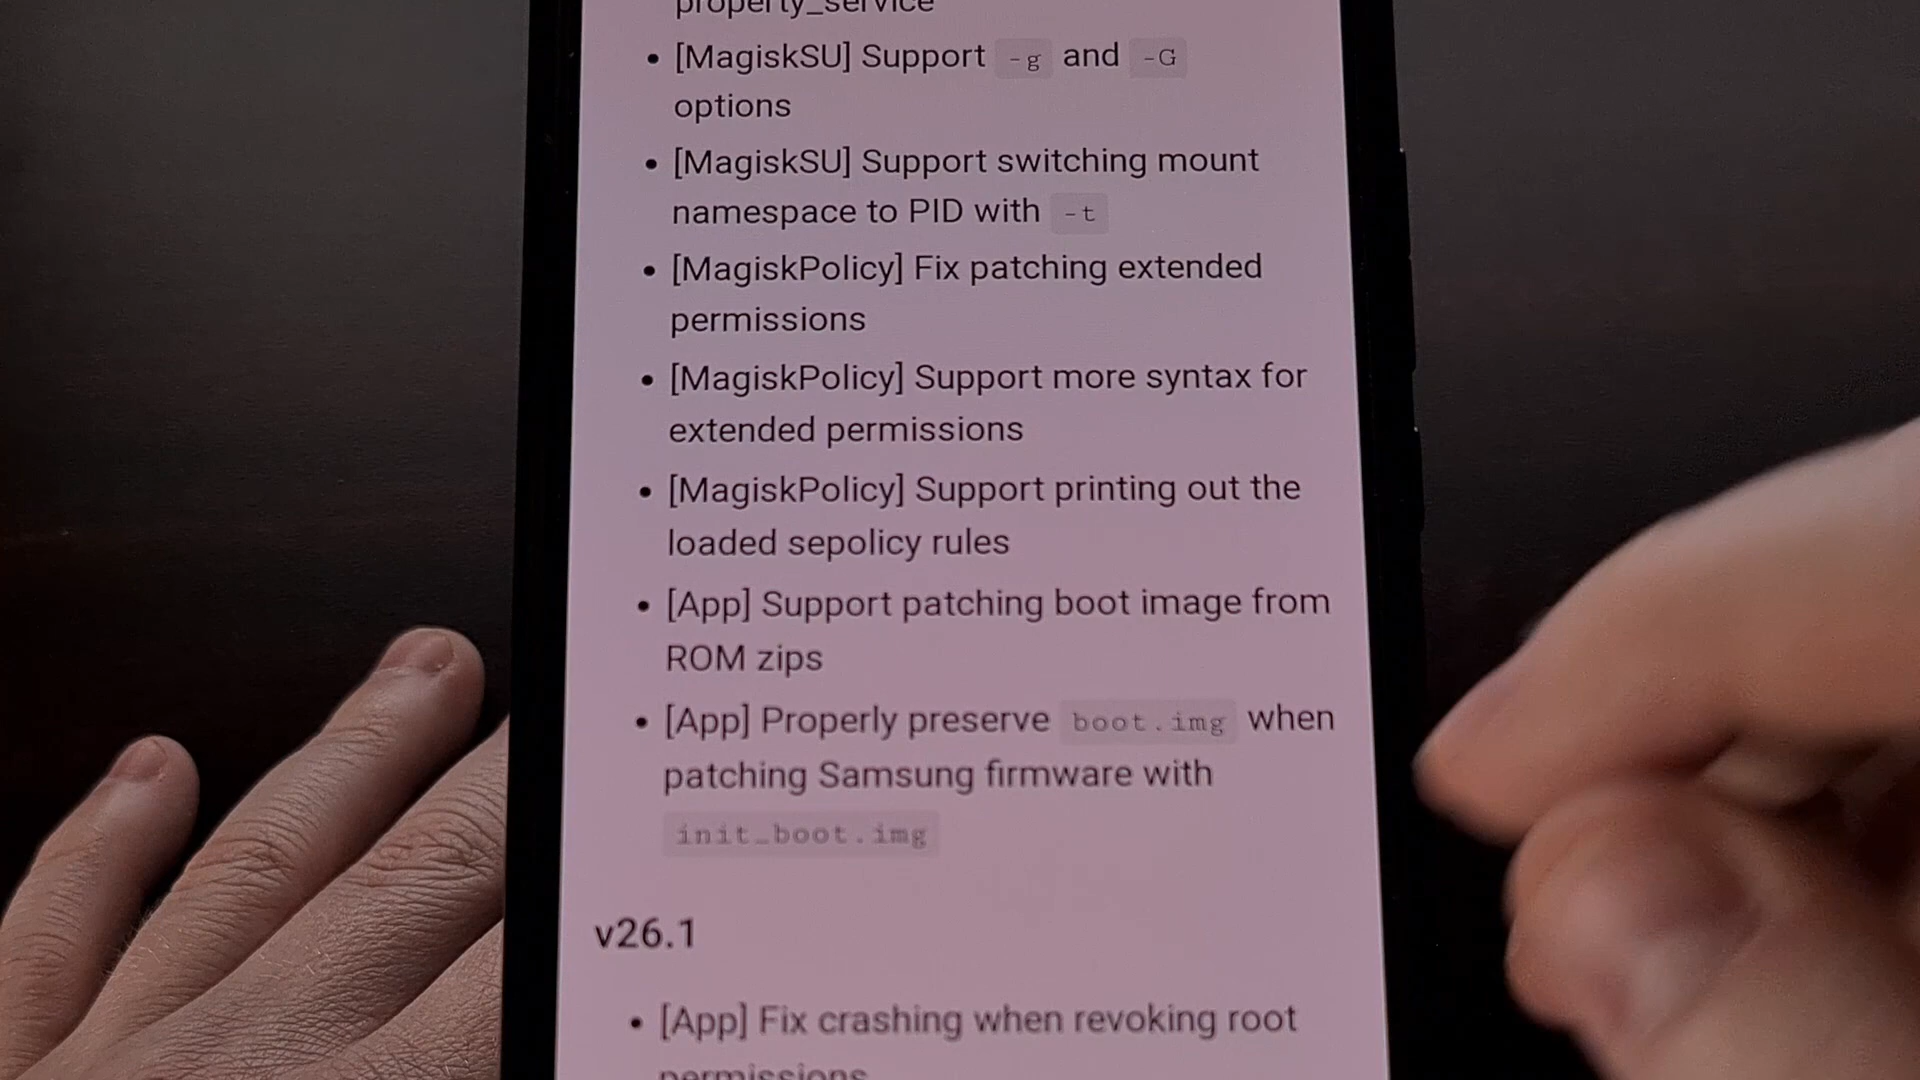 property_service
• [MagiskSU] Support -g and -G
options
• [MagiskSU] Support switching mount
namespace to PID with -t
• [MagiskPolicy] Fix patching extended
permissions
• [MagiskPolicy] Support more syntax for
extended permissions
• [MagiskPolicy] Support printing out the
loaded sepolicy rules
• [App] Support patching boot image from
ROM zips
• [App] Properly preserve boot.img when
patching Samsung firmware with
init_boot.img
v26.1
• [App] Fix crashing when revoking root
permissions